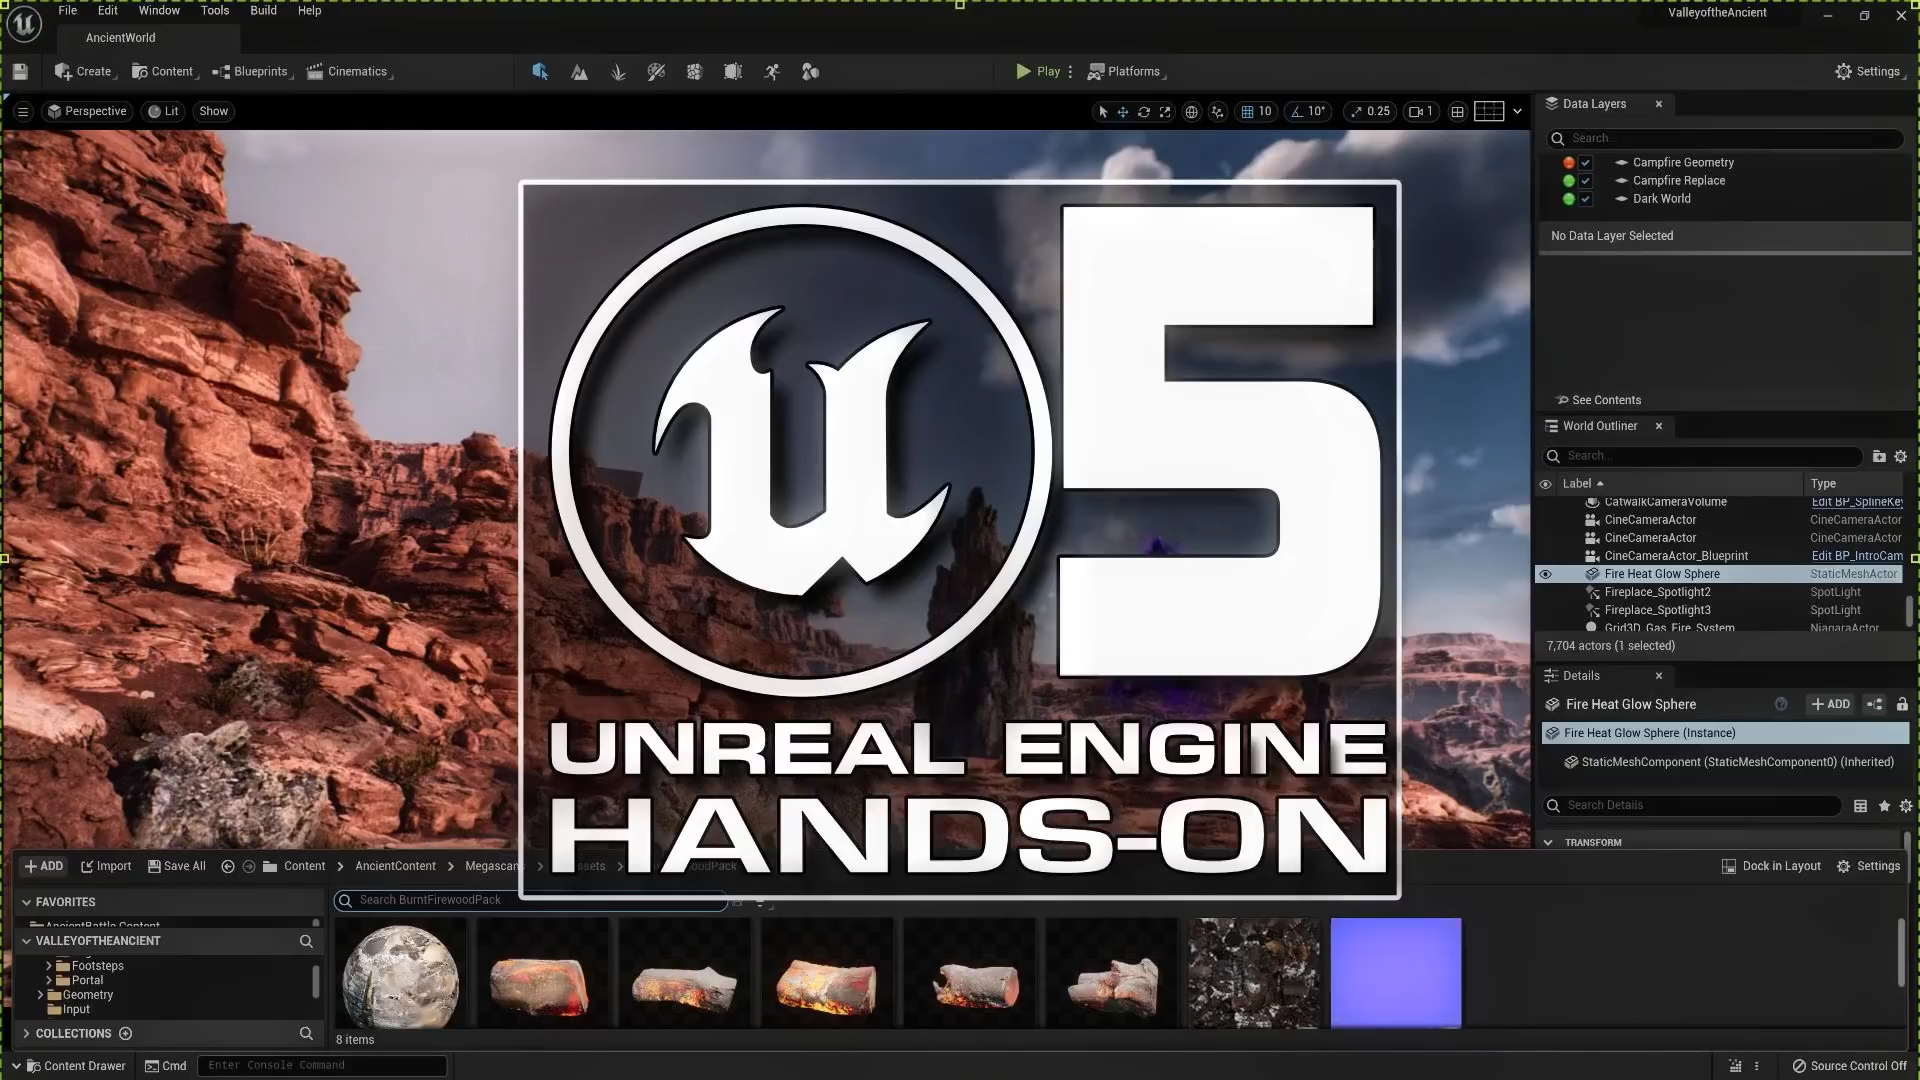 File Edit Window Tools Build Help
ValleyoftheAncient
AncientWorld
Create Content Blueprints Cinematics
Play Platforms
Settings
Perspective Lit Show
10 10° 0.25 1
Data Layers
Search...
Campfire Geometry
Campfire Replace
Dark World
No Data Layer Selected
See Contents
World Outliner
Search...
Label Type
CatwalkCameraVolume Edit BP_SplineKey
CineCameraActor CineCameraActor
CineCameraActor CineCameraActor
CineCameraActor_Blueprint Edit BP_IntroCam
Fire Heat Glow Sphere StaticMeshActor
Fireplace_Spotlight2 SpotLight
Fireplace_Spotlight3 SpotLight
Grid3D_Gas_Fire_System NiagaraActor
7,704 actors (1 selected)
Details
Fire Heat Glow Sphere
ADD
Fire Heat Glow Sphere (Instance)
StaticMeshComponent (StaticMeshComponent0) (Inherited)
Search Details
TRANSFORM
5
UNREAL ENGINE
HANDS-ON
ADD Import Save All Content AncientContent Megascans
Dock in Layout Settings
FAVORITES
AncientBattle Content
VALLEYOFTHEANCIENT
Footsteps
Portal
Geometry
Input
COLLECTIONS
Search BurntFirewoodPack
8 items
Content Drawer Cmd Enter Console Command
Source Control Off